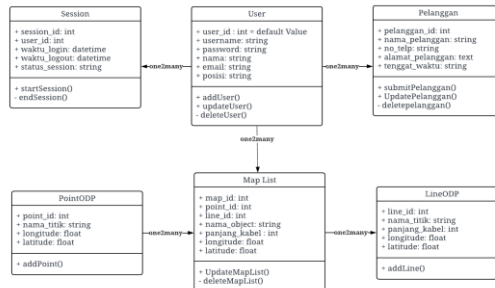 Session
+ session_id: int
+ user_id: int
+ waktu_login: datetime
+ waktu_logout: datetime
+ status_session: string
+ startSession()
- endSession()
one2many
User
+ user_id : int = default Value
+ username: string
+ password: string
+ nama: string
+ email: string
+ posisi: string
+ addUser()
+ updateUser()
- deleteUser()
one2many
Pelanggan
+ pelanggan_id: int
+ nama_pelanggan: string
+ no_telp: string
+ alamat_pelanggan: text
+ tenggat_waktu: string
+ submitPelanggan()
+ UpdatePelanggan()
- deletepelanggan()
one2many
PointODP
+ point_id: int
+ nama_titik: string
+ longitude: float
+ latitude: float
+ addPoint()
one2many
Map List
+ map_id: int
+ point_id: int
+ line_id: int
+ nama_object: string
+ panjang_kabel : int
+ longitude: float
+ latitude: float
+ UpdateMapList()
- deleteMapList()
one2many
LineODP
+ line_id: int
+ nama_titik: string
+ panjang_kabel: int
+ longitude: float
+ latitude: float
+ addLine()